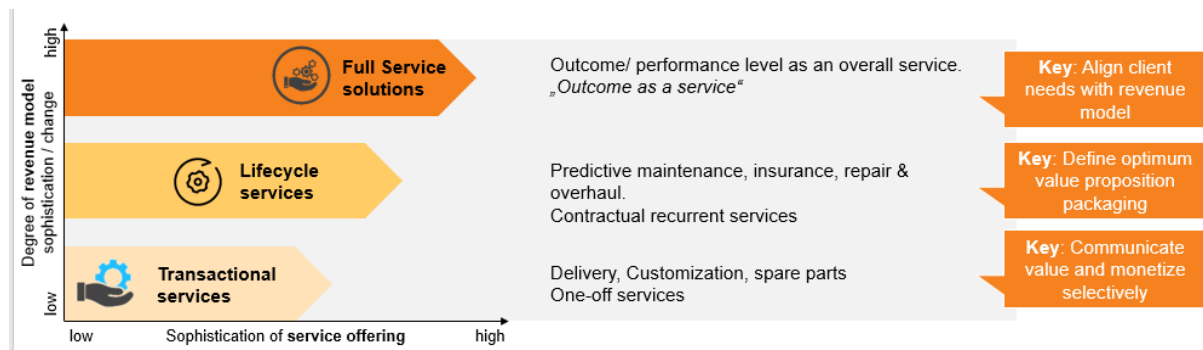 high
Degree of revenue model
sophistication / change
low
Full Service
solutions
Outcome/ performance level as an overall service.
„Outcome as a service“
Key: Align client
needs with revenue
model
Lifecycle
services
Predictive maintenance, insurance, repair &
overhaul.
Contractual recurrent services
Key: Define optimum
value proposition
packaging
Transactional
services
Delivery, Customization, spare parts
One-off services
Key: Communicate
value and monetize
selectively
low
Sophistication of service offering
high